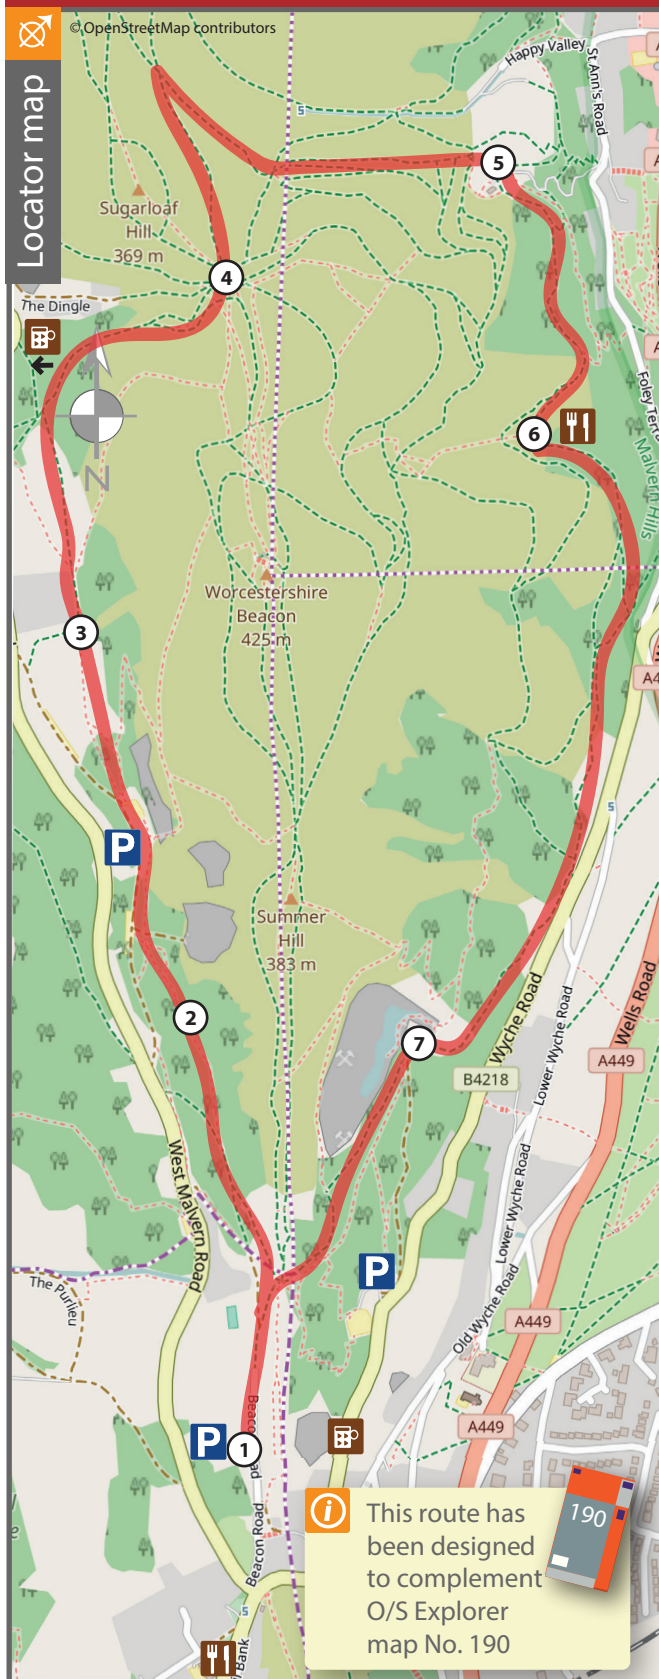 © OpenStreetMap contributors
Locator map
Happy Valley
St.Ann's Road
5
Sugarloaf
Hill
369 m
4
The Dingle
Foley Terr
Malvern Hills
6
N
Worcestershire
Beacon
425 m
3
P
Summer
Hill
383 m
2
7
Wyche Road
B4218
Lower Wyche Road
Wells Road
A449
Lower Wyche Road
West Malvern Road
P
The Purlieu
Old Wyche Road
A449
A449
P
1
Beacon Road
Beacon Road
Bank
i
This route has
been designed
to complement
O/S Explorer
map No. 190
190